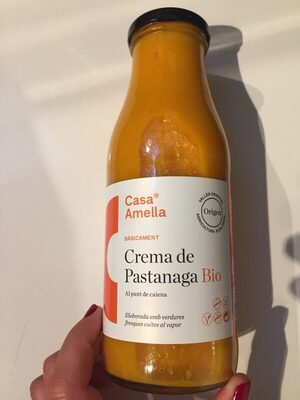 Casa®
Amella
BÀSICAMENT
Crema de
Pastanaga Bio
Al punt de caiena
Elaborada amb verdures
fresques cuites al vapor
Origen